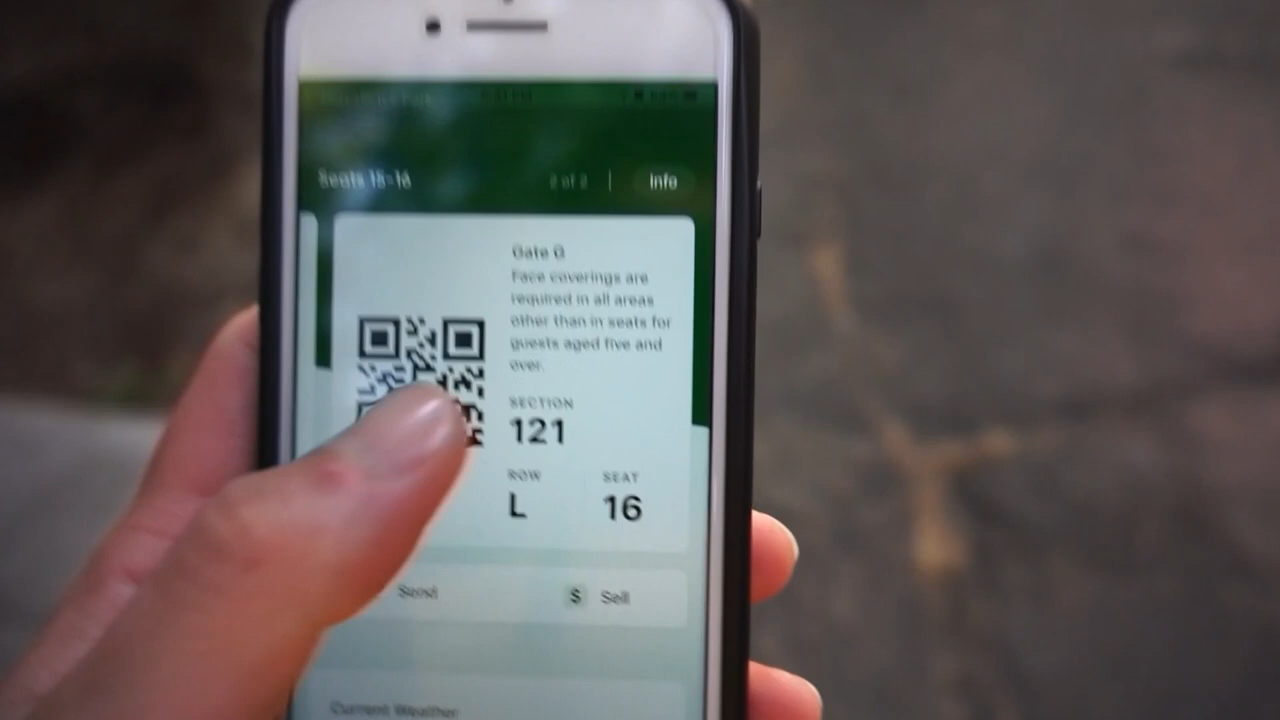 Seats 15-16
2 of 2 | Info
Gate G
Face coverings are
required in all areas
other than in seats for
guests aged five and
over.
SECTION
121
ROW SEAT
L 16
Send $ Sell
Current Weather